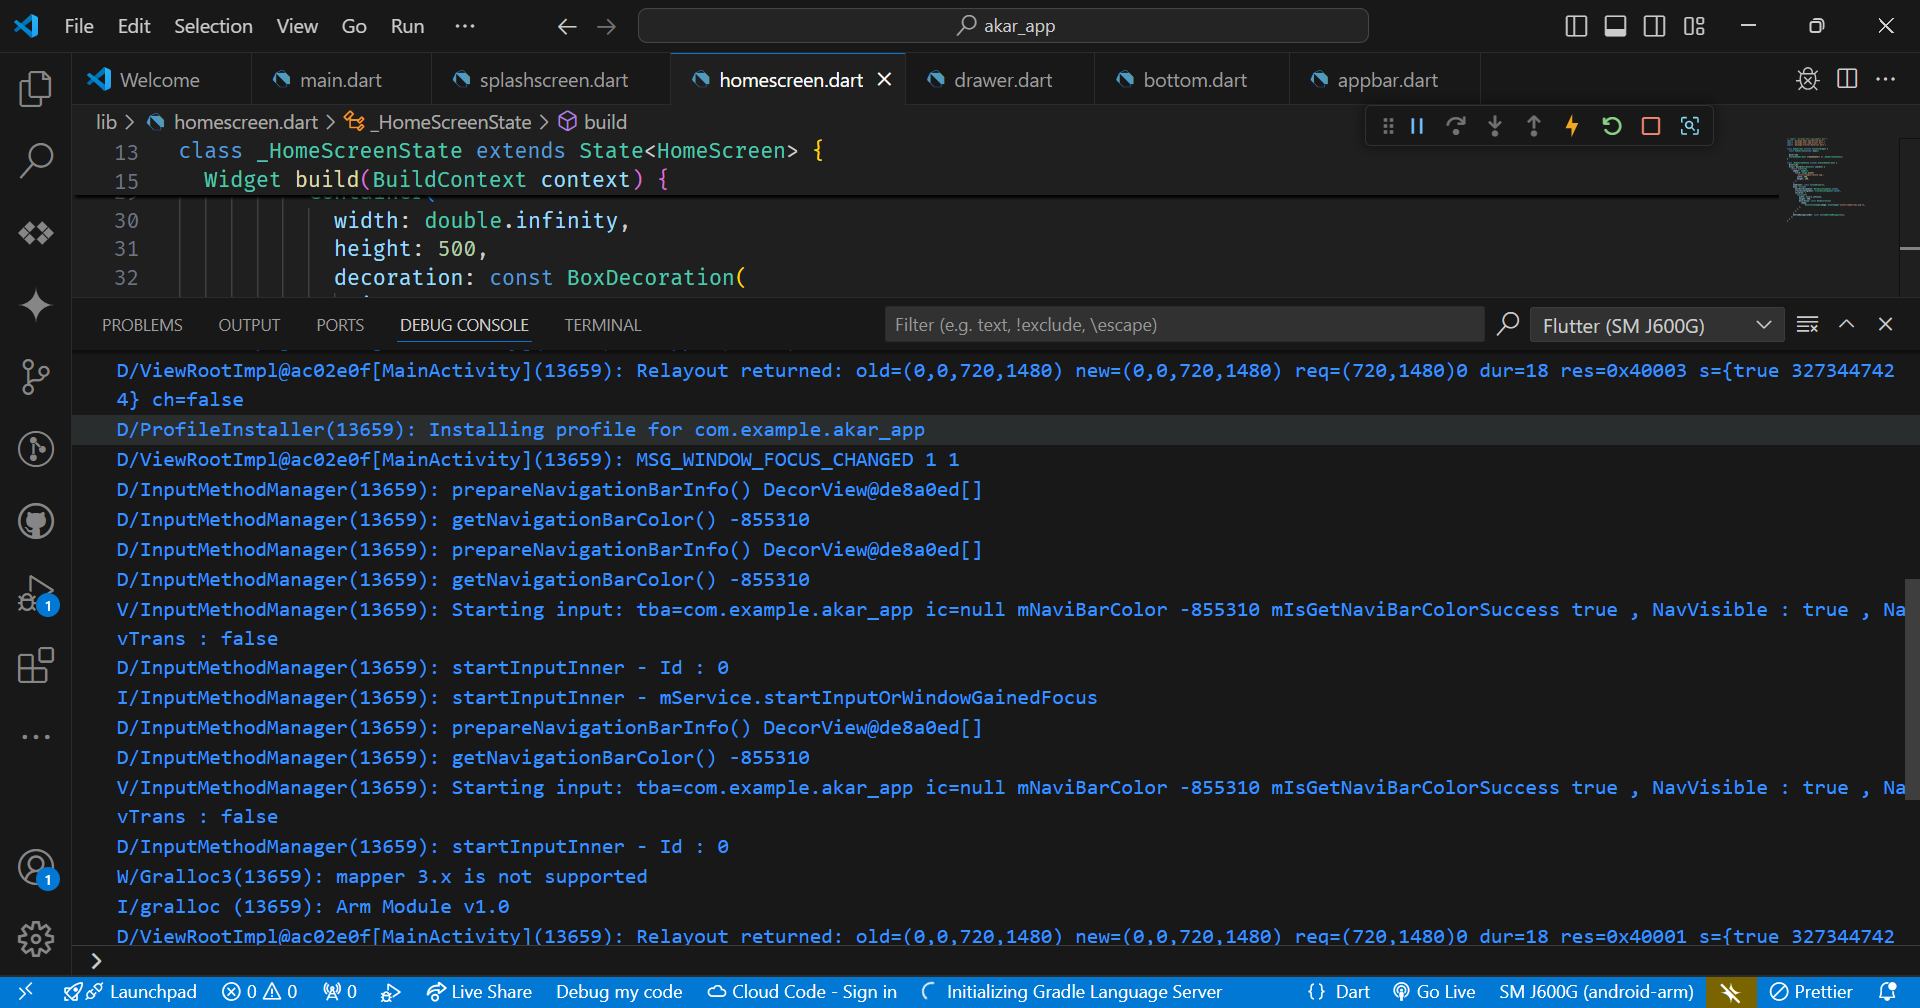 File Edit Selection View Go Run ··· akar_app
Welcome main.dart splashscreen.dart homescreen.dart drawer.dart bottom.dart appbar.dart
lib > homescreen.dart > _HomeScreenState > build
13 class _HomeScreenState extends State<HomeScreen> {
15 Widget build(BuildContext context) {
30 width: double.infinity,
31 height: 500,
32 decoration: const BoxDecoration(
PROBLEMS OUTPUT PORTS DEBUG CONSOLE TERMINAL Filter (e.g. text, !exclude, \escape) Flutter (SM J600G)
D/ViewRootImpl@ac02e0f[MainActivity](13659): Relayout returned: old=(0,0,720,1480) new=(0,0,720,1480) req=(720,1480)0 dur=18 res=0x40003 s={true 327344742
4} ch=false
D/ProfileInstaller(13659): Installing profile for com.example.akar_app
D/ViewRootImpl@ac02e0f[MainActivity](13659): MSG_WINDOW_FOCUS_CHANGED 1 1
D/InputMethodManager(13659): prepareNavigationBarInfo() DecorView@de8a0ed[]
D/InputMethodManager(13659): getNavigationBarColor() -855310
D/InputMethodManager(13659): prepareNavigationBarInfo() DecorView@de8a0ed[]
D/InputMethodManager(13659): getNavigationBarColor() -855310
V/InputMethodManager(13659): Starting input: tba=com.example.akar_app ic=null mNaviBarColor -855310 mIsGetNaviBarColorSuccess true , NavVisible : true , Na
vTrans : false
D/InputMethodManager(13659): startInputInner - Id : 0
I/InputMethodManager(13659): startInputInner - mService.startInputOrWindowGainedFocus
D/InputMethodManager(13659): prepareNavigationBarInfo() DecorView@de8a0ed[]
D/InputMethodManager(13659): getNavigationBarColor() -855310
V/InputMethodManager(13659): Starting input: tba=com.example.akar_app ic=null mNaviBarColor -855310 mIsGetNaviBarColorSuccess true , NavVisible : true , Na
vTrans : false
D/InputMethodManager(13659): startInputInner - Id : 0
W/Gralloc3(13659): mapper 3.x is not supported
I/gralloc (13659): Arm Module v1.0
D/ViewRootImpl@ac02e0f[MainActivity](13659): Relayout returned: old=(0,0,720,1480) new=(0,0,720,1480) req=(720,1480)0 dur=18 res=0x40001 s={true 327344742
1
1
>
Launchpad 0 0 0 Live Share Debug my code Cloud Code - Sign in Initializing Gradle Language Server {} Dart Go Live SM J600G (android-arm) Prettier